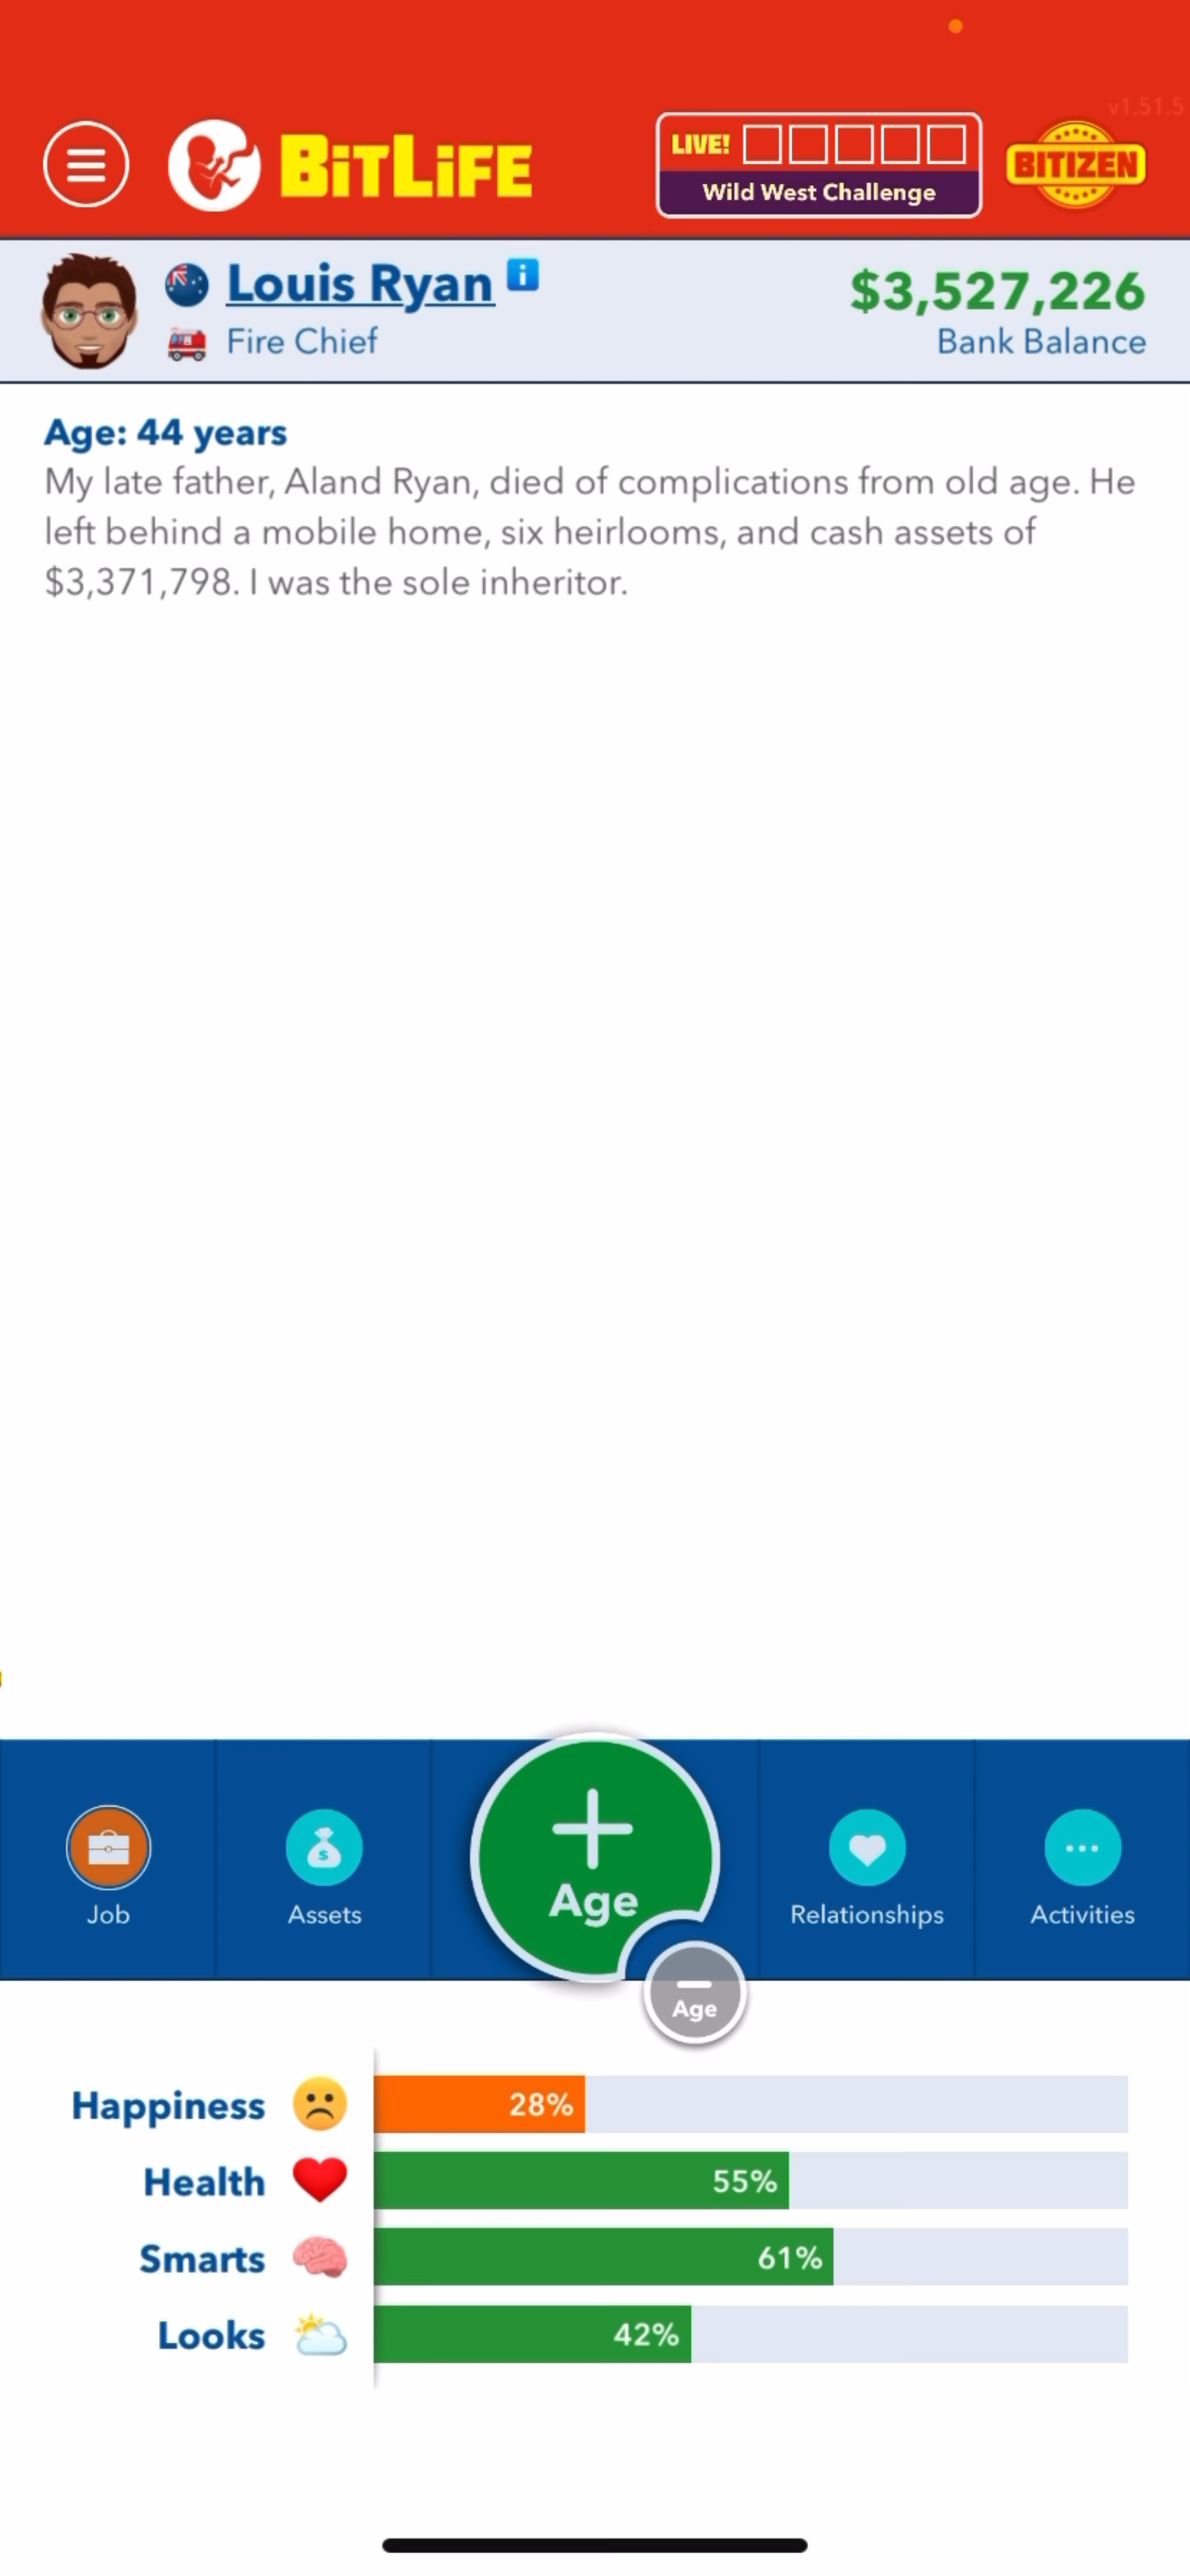 v1.51.5
BiTLiFE
LIVE!
Wild West Challenge
BITIZEN
Louis Ryan i
$3,527,226
Fire Chief
Bank Balance
Age: 44 years
My late father, Aland Ryan, died of complications from old age. He
left behind a mobile home, six heirlooms, and cash assets of
$3,371,798. I was the sole inheritor.
Job
Assets
Age
Relationships
Activities
Age
Happiness 28%
Health 55%
Smarts 61%
Looks 42%